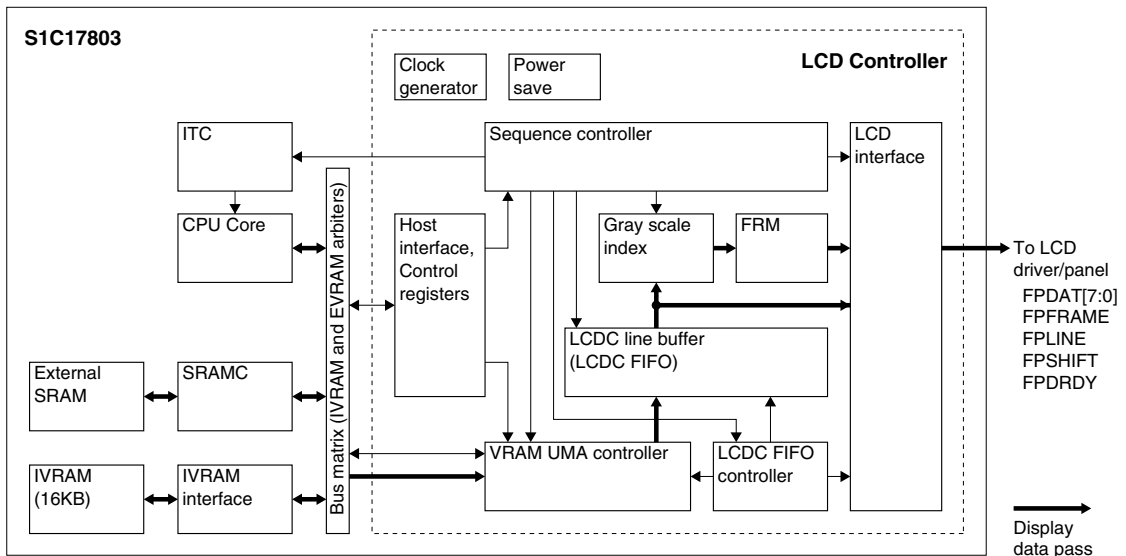 S1C17803
LCD Controller
Clock
generator
Power
save
ITC
Sequence controller
LCD
interface
CPU Core
Host
interface,
Control
registers
Gray scale
index
FRM
To LCD
driver/panel
FPDAT[7:0]
FPFRAME
FPLINE
FPSHIFT
FPDRDY
Bus matrix (IVRAM and EVRAM arbiters)
LCDC line buffer
(LCDC FIFO)
External
SRAM
SRAMC
IVRAM
(16KB)
IVRAM
interface
VRAM UMA controller
LCDC FIFO
controller
Display
data pass